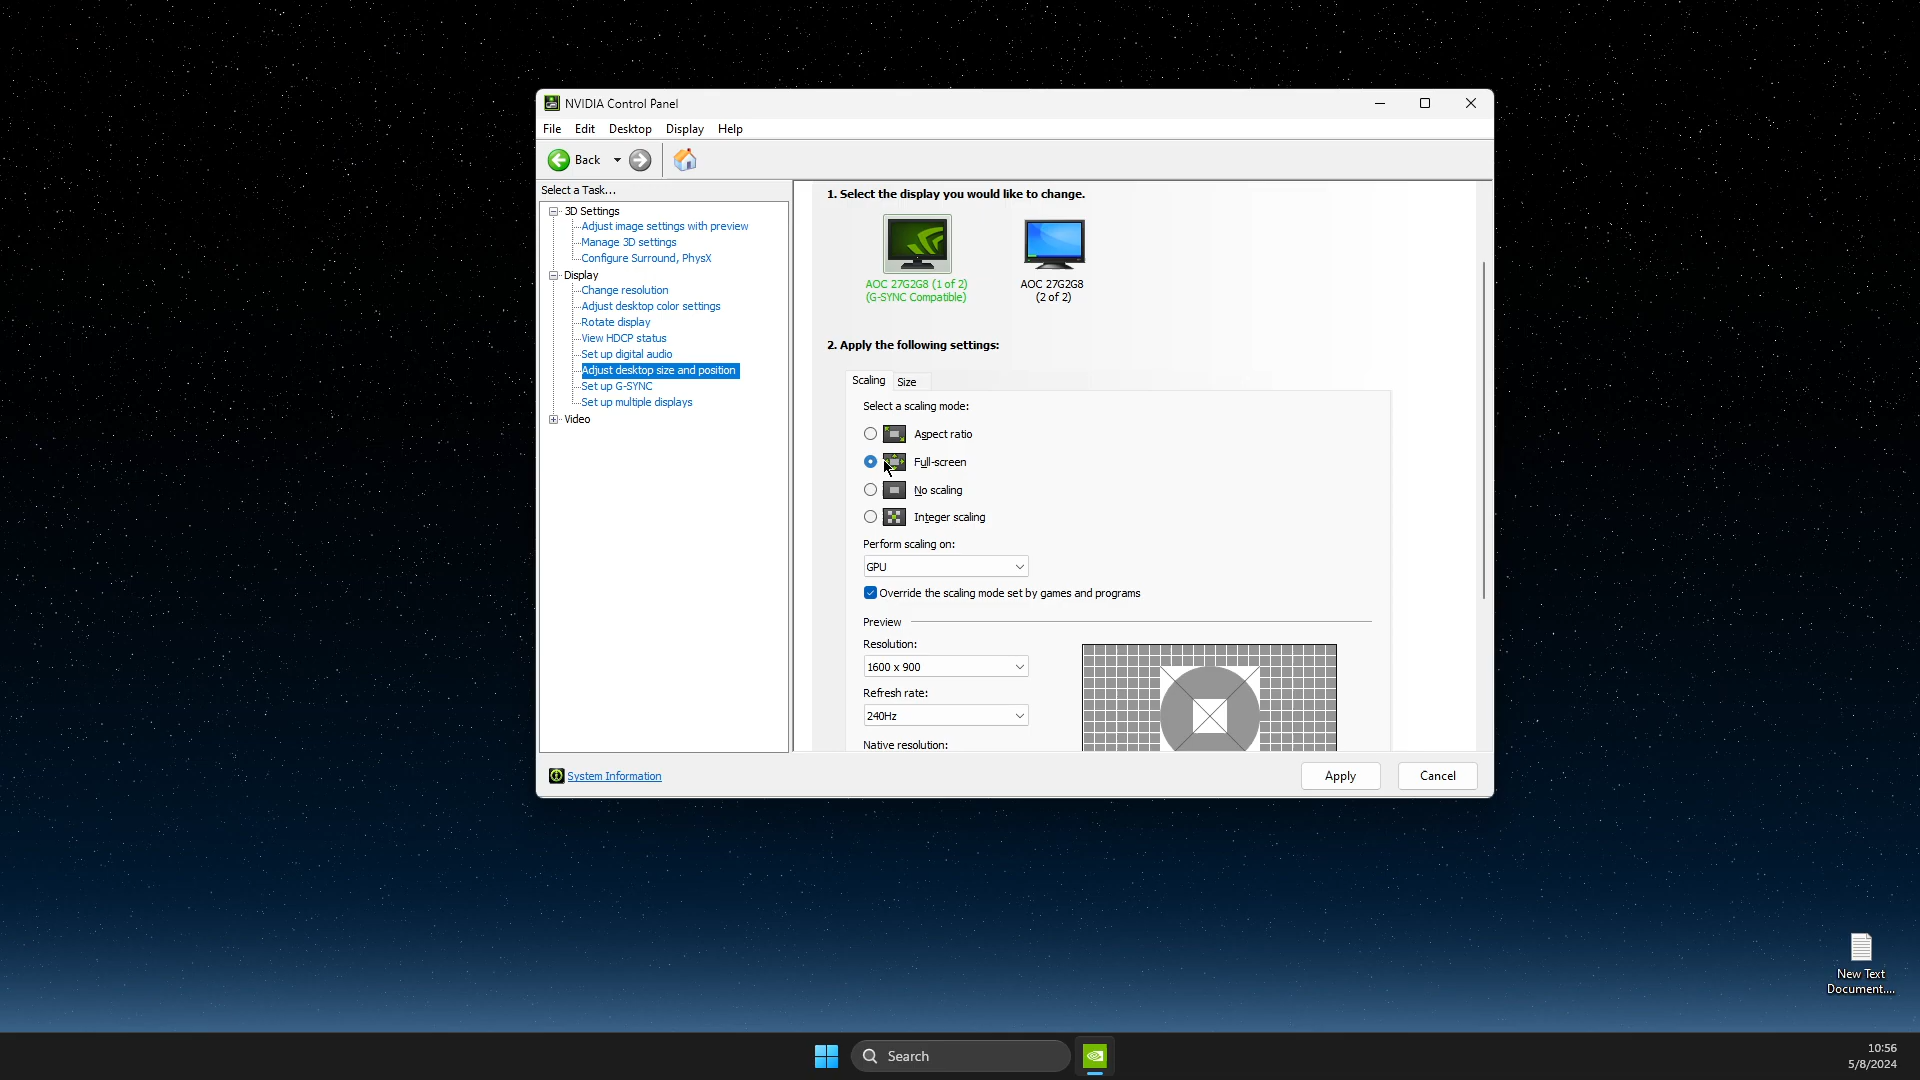 NVIDIA Control Panel
File Edit Desktop Display Help
Back
Select a Task...
3D Settings
Adjust image settings with preview
Manage 3D settings
Configure Surround, PhysX
Display
Change resolution
Adjust desktop color settings
Rotate display
View HDCP status
Set up digital audio
Adjust desktop size and position
Set up G-SYNC
Set up multiple displays
Video
1. Select the display you would like to change.
AOC 27G2G8 (1 of 2)
(G-SYNC Compatible)
AOC 27G2G8
(2 of 2)
2. Apply the following settings:
Scaling Size
Select a scaling mode:
Aspect ratio
Full-screen
No scaling
Integer scaling
Perform scaling on:
GPU
Override the scaling mode set by games and programs
Preview
Resolution:
1600 x 900
Refresh rate:
240Hz
Native resolution:
System Information
Apply Cancel
New Text
Document....
Search
10:56
5/8/2024